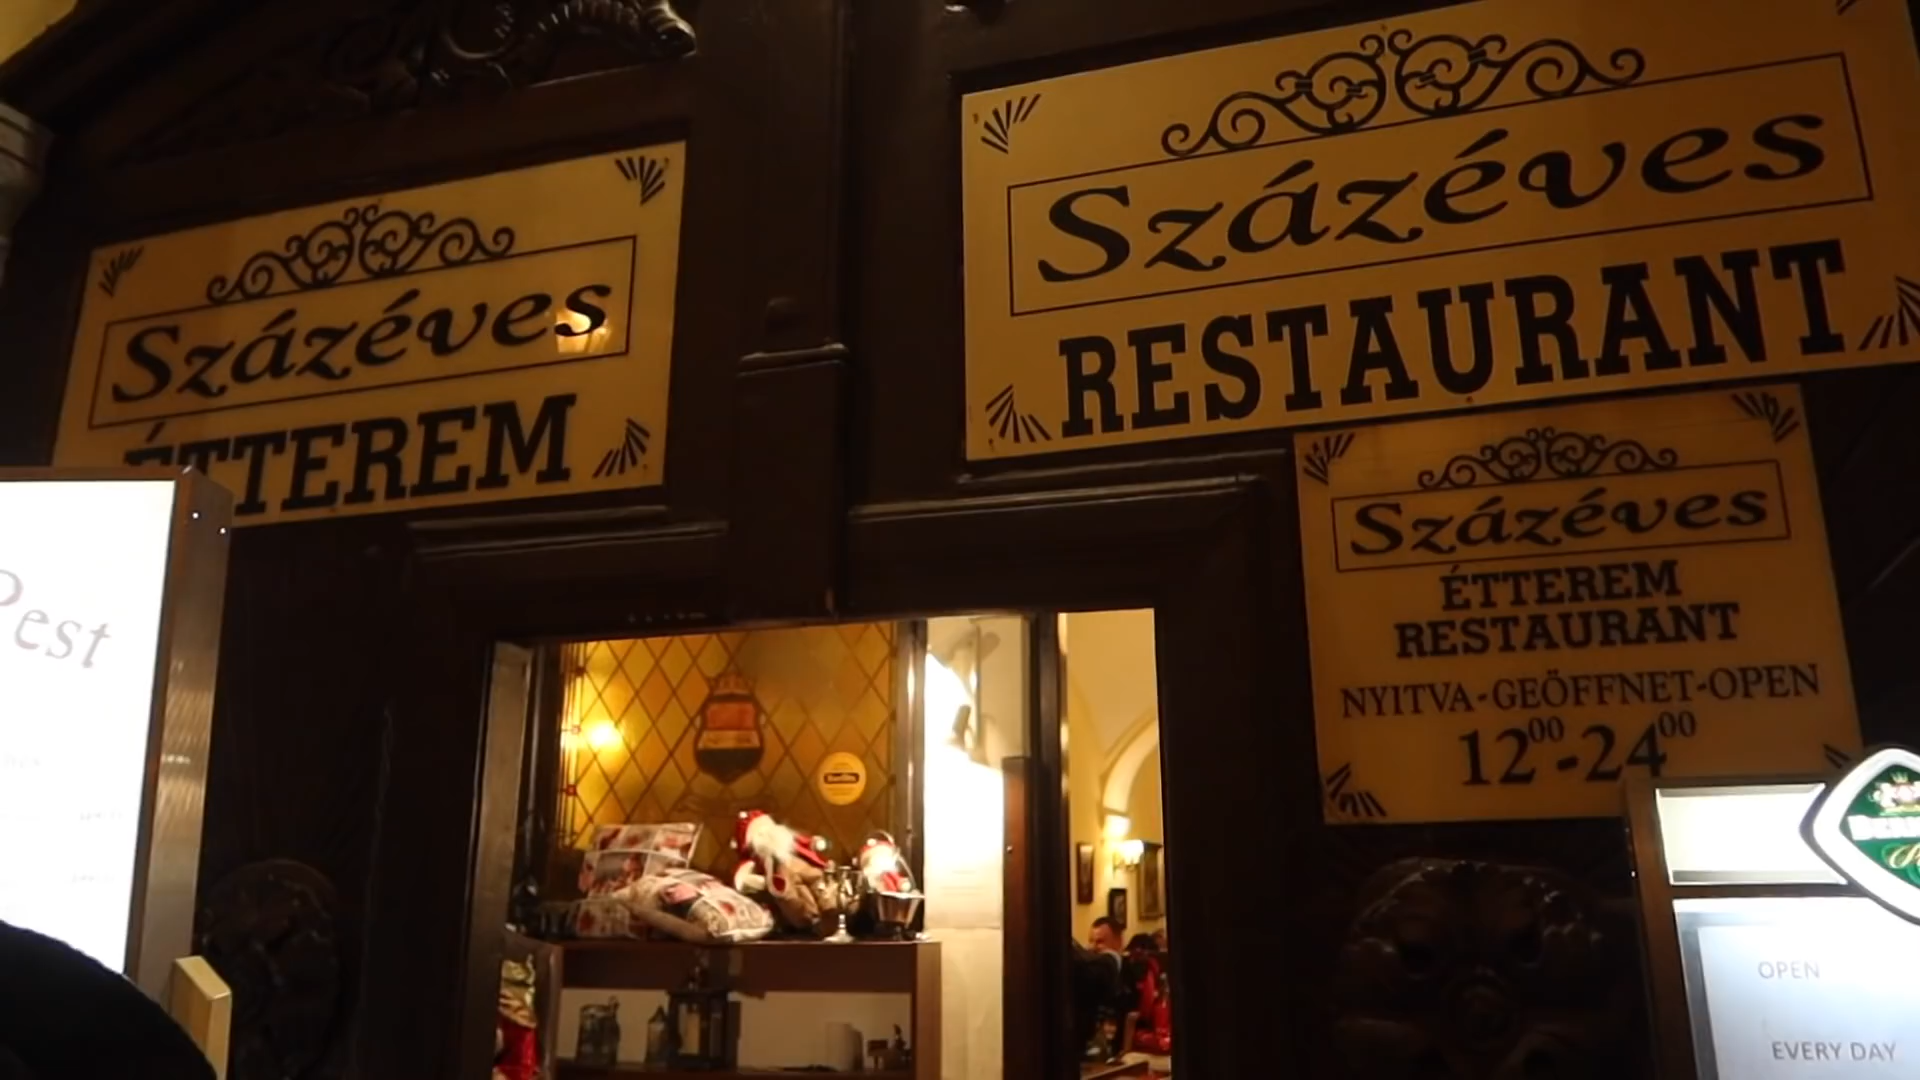 Százéves
ÉTTEREM
Százéves
RESTAURANT
Százéves
ÉTTEREM
RESTAURANT
NYITVA-GEÖFFNET-OPEN
12⁰⁰-24⁰⁰
Pest
OPEN
EVERY DAY